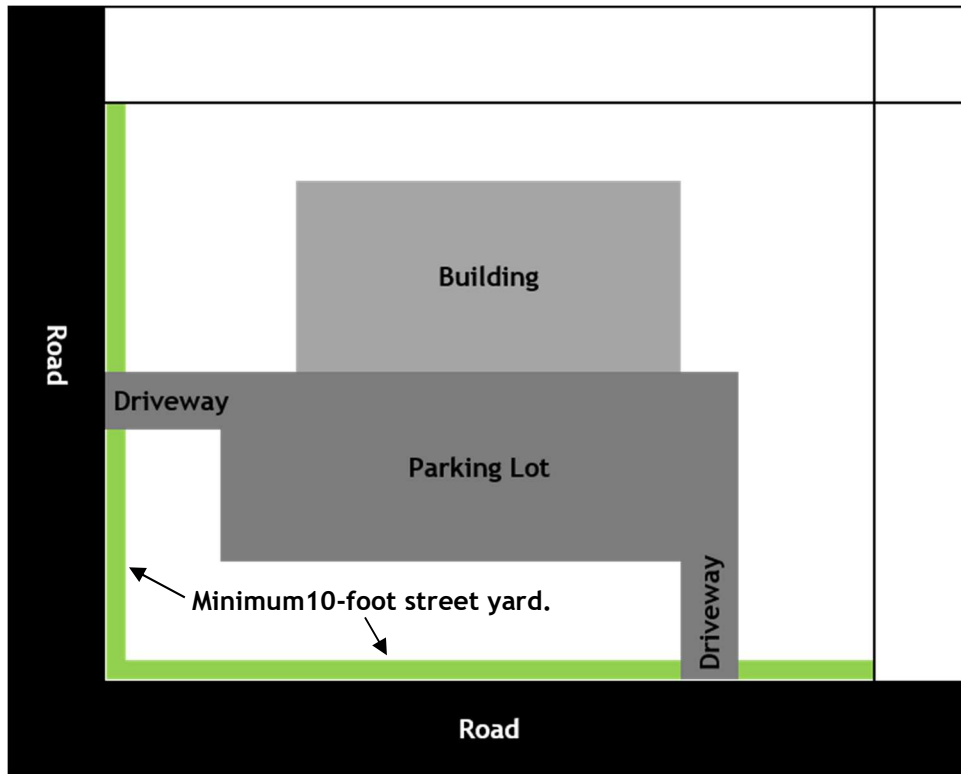 Building
Road
Driveway
Parking Lot
Minimum10-foot street yard.
Driveway
Road